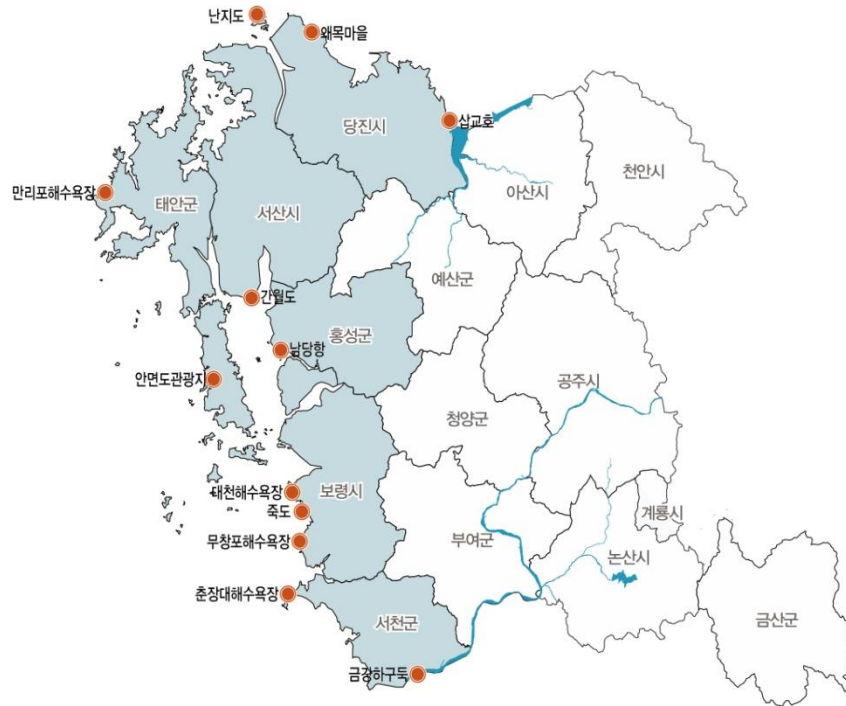 난지도
왜목마을
당진시
삽교호
아산시
천안시
만리포해수욕장
태안군
서산시
예산군
간월도
홍성군
남당항
안면도관광지
공주시
청양군
대천해수욕장
보령시
죽도
계룡시
무창포해수욕장
부여군
논산시
춘장대해수욕장
서천군
금산군
금강하구둑